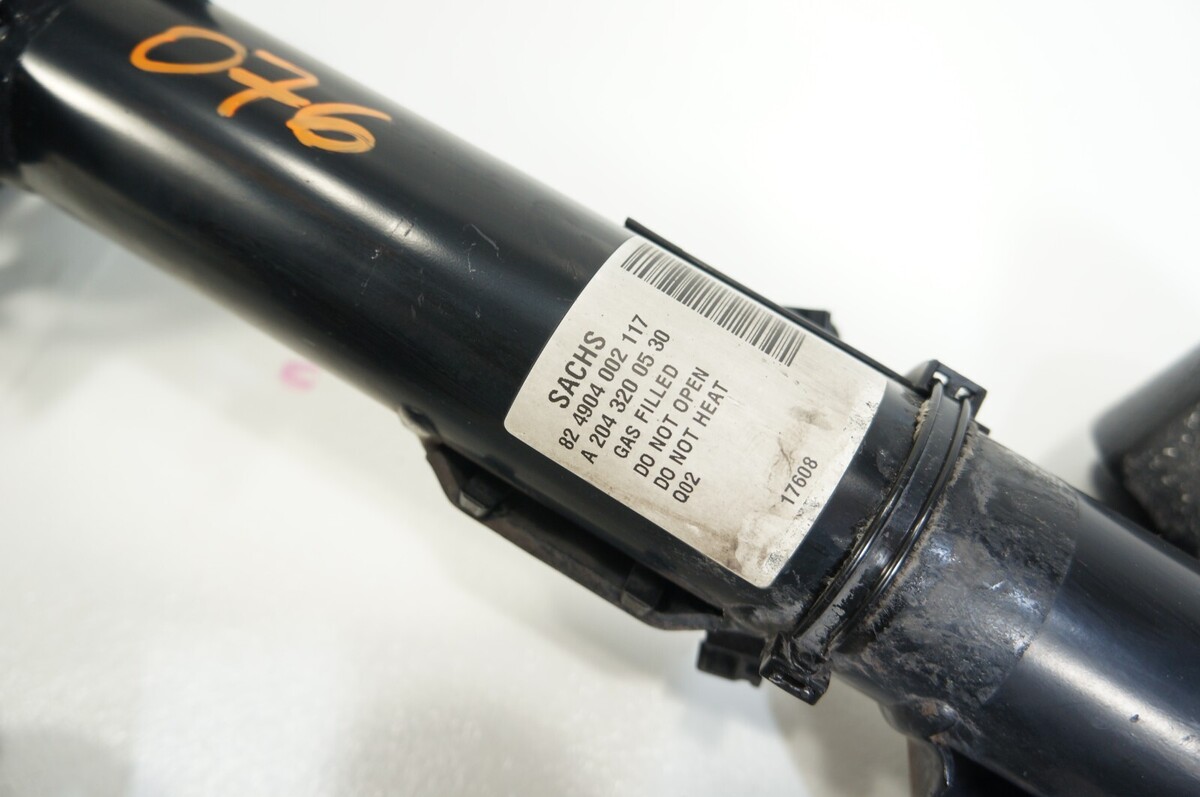 076
SACHS
82 4904 002 117
A 204 320 05 30
GAS FILLED
DO NOT OPEN
DO NOT HEAT
Q02
17608